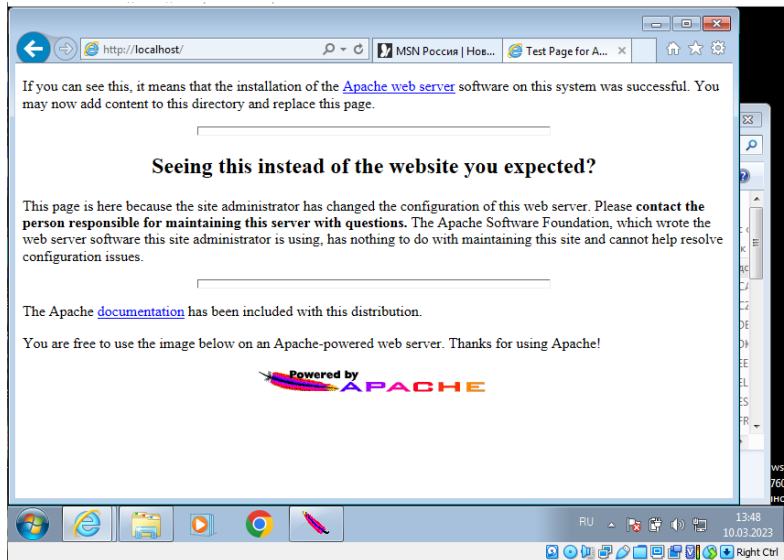 http://localhost/
MSN Россия | Нов...
Test Page for A...
If you can see this, it means that the installation of the Apache web server software on this system was successful. You
may now add content to this directory and replace this page.
Seeing this instead of the website you expected?
This page is here because the site administrator has changed the configuration of this web server. Please contact the
person responsible for maintaining this server with questions. The Apache Software Foundation, which wrote the
web server software this site administrator is using, has nothing to do with maintaining this site and cannot help resolve
configuration issues.
The Apache documentation has been included with this distribution.
You are free to use the image below on an Apache-powered web server. Thanks for using Apache!
Powered by
APACHE
RU
13:48
10.03.2023
Right Ctrl